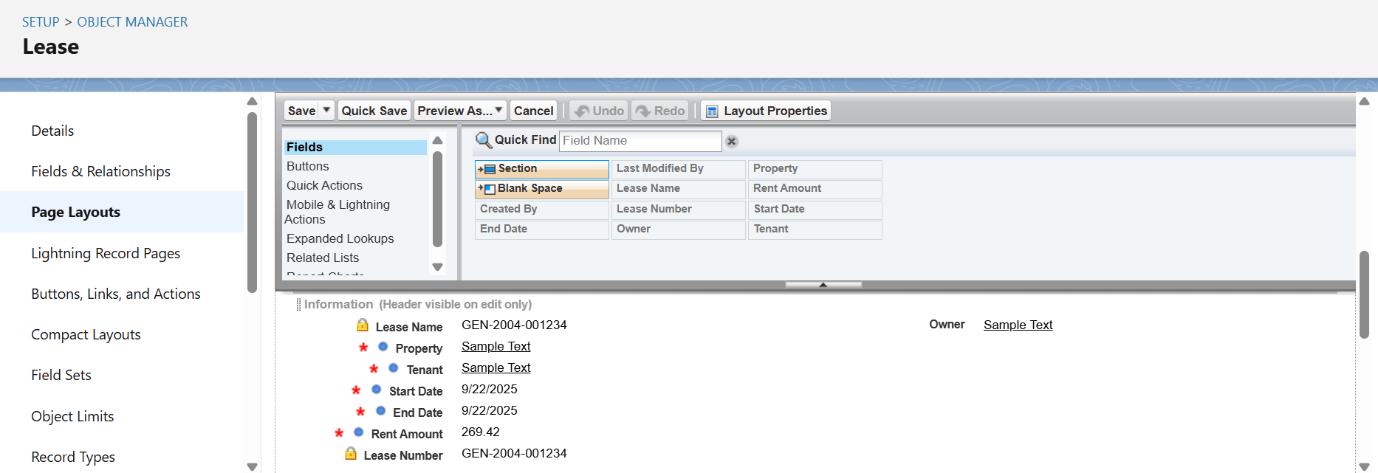 SETUP > OBJECT MANAGER
Lease
Details
Fields & Relationships
Page Layouts
Lightning Record Pages
Buttons, Links, and Actions
Compact Layouts
Field Sets
Object Limits
Record Types
Save Quick Save Preview As... Cancel Undo Redo Layout Properties
Fields
Buttons
Quick Actions
Mobile & Lightning
Actions
Expanded Lookups
Related Lists
Report Charts
Quick Find Field Name
Section Last Modified By Property
Blank Space Lease Name Rent Amount
Created By Lease Number Start Date
End Date Owner Tenant
Information (Header visible on edit only)
Lease Name GEN-2004-001234 Owner Sample Text
* Property Sample Text
* Tenant Sample Text
* Start Date 9/22/2025
* End Date 9/22/2025
* Rent Amount 269.42
Lease Number GEN-2004-001234